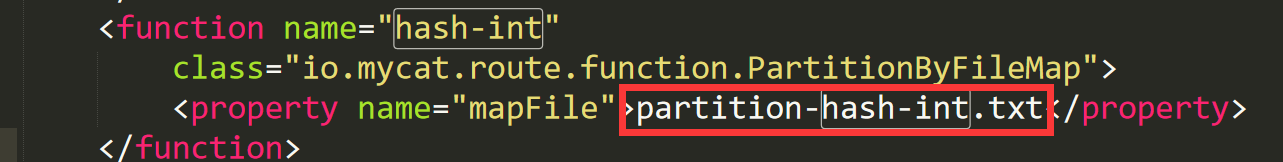 <function name="hash-int"
class="io.mycat.route.function.PartitionByFileMap">
<property name="mapFile">partition-hash-int.txt</property>
</function>